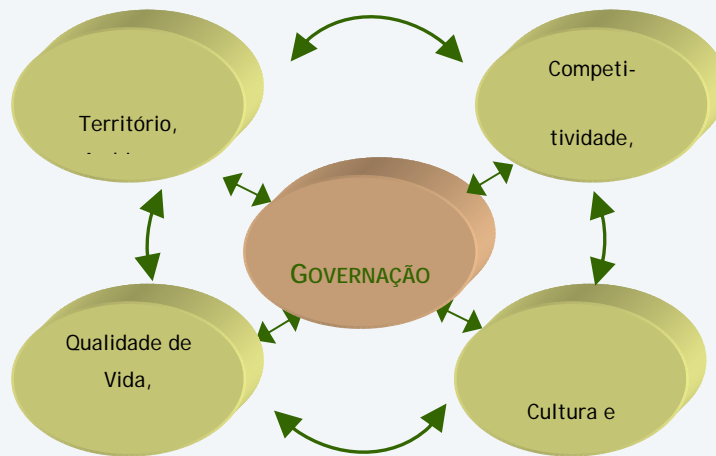 Território,
Competi-
tividade,
GOVERNAÇÃO
Qualidade de
Vida,
Cultura e